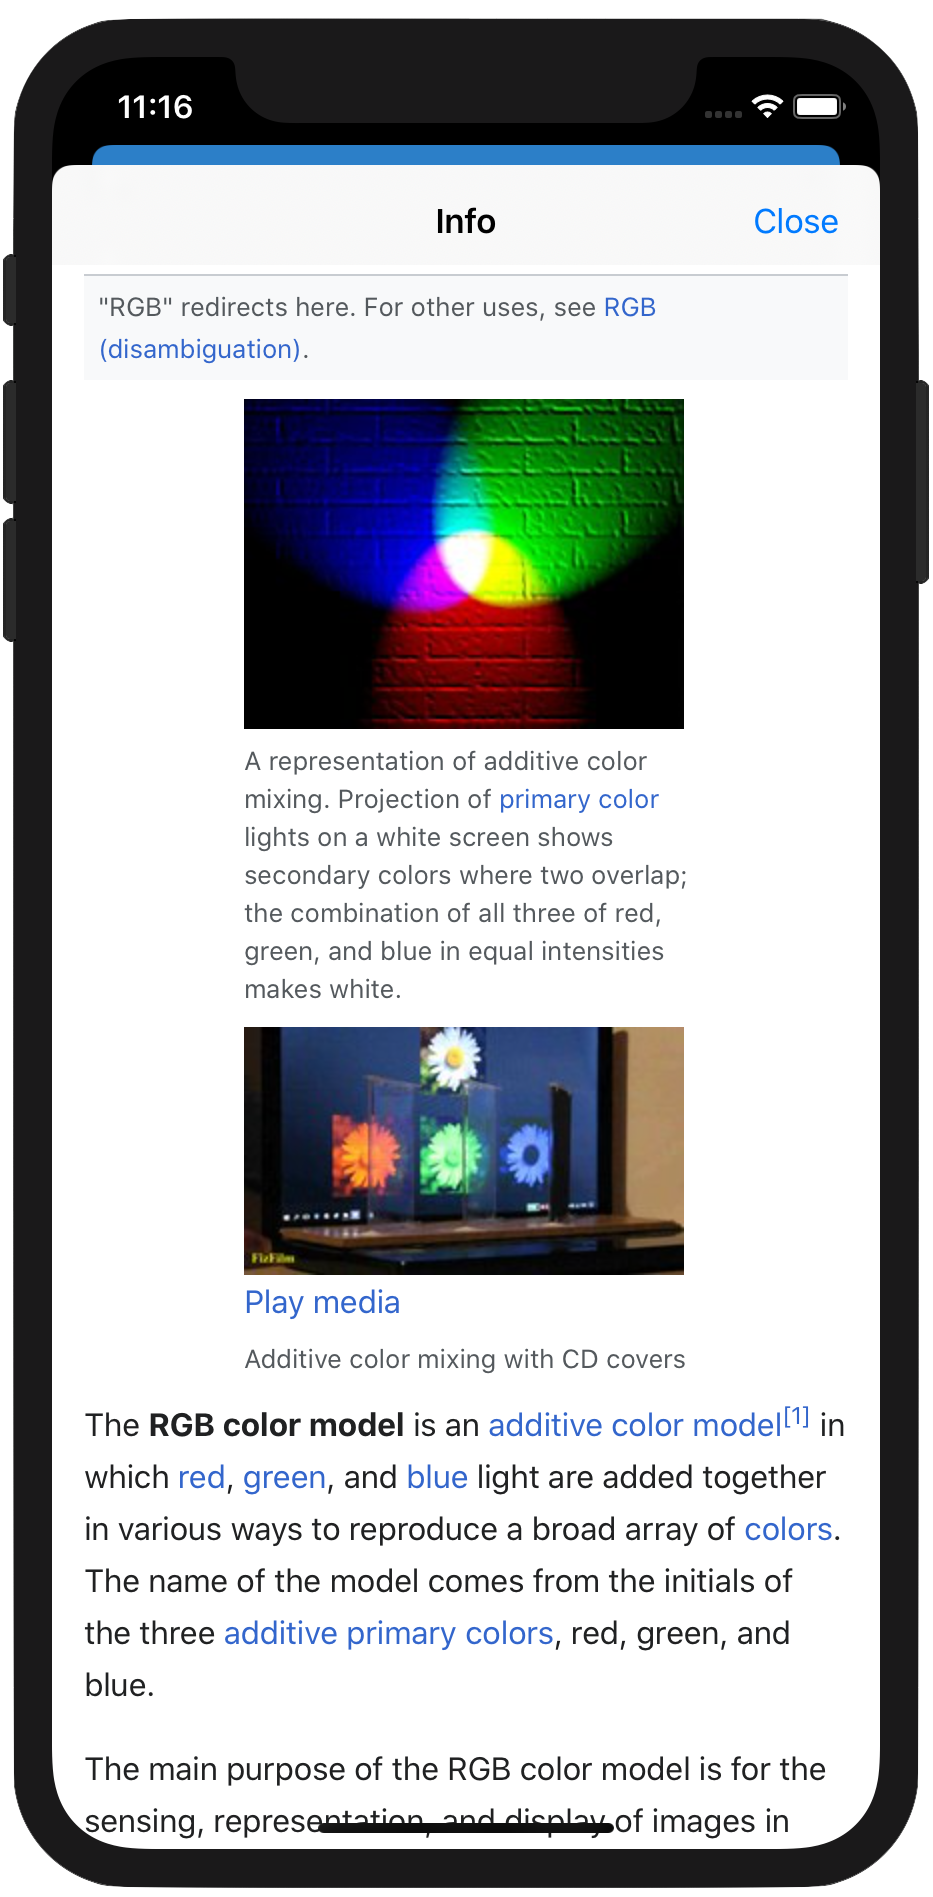 11:16
Info
Close
"RGB" redirects here. For other uses, see RGB
(disambiguation).
A representation of additive color
mixing. Projection of primary color
lights on a white screen shows
secondary colors where two overlap;
the combination of all three of red,
green, and blue in equal intensities
makes white.
FizFilm
Play media
Additive color mixing with CD covers
The RGB color model is an additive color model[1] in
which red, green, and blue light are added together
in various ways to reproduce a broad array of colors.
The name of the model comes from the initials of
the three additive primary colors, red, green, and
blue.
The main purpose of the RGB color model is for the
sensing, representation, and display of images in